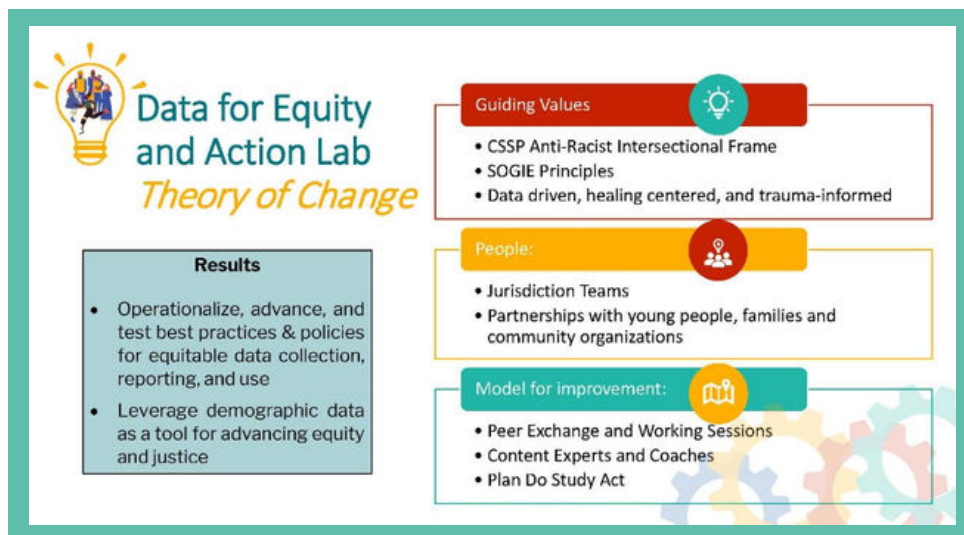 Data for Equity
and Action Lab
Theory of Change
Results
• Operationalize, advance, and
test best practices & policies
for equitable data collection,
reporting, and use
• Leverage demographic data
as a tool for advancing equity
and justice
Guiding Values
• CSSP Anti-Racist Intersectional Frame
• SOGIE Principles
• Data driven, healing centered, and trauma-informed
People:
• Jurisdiction Teams
• Partnerships with young people, families and
community organizations
Model for improvement:
• Peer Exchange and Working Sessions
• Content Experts and Coaches
• Plan Do Study Act